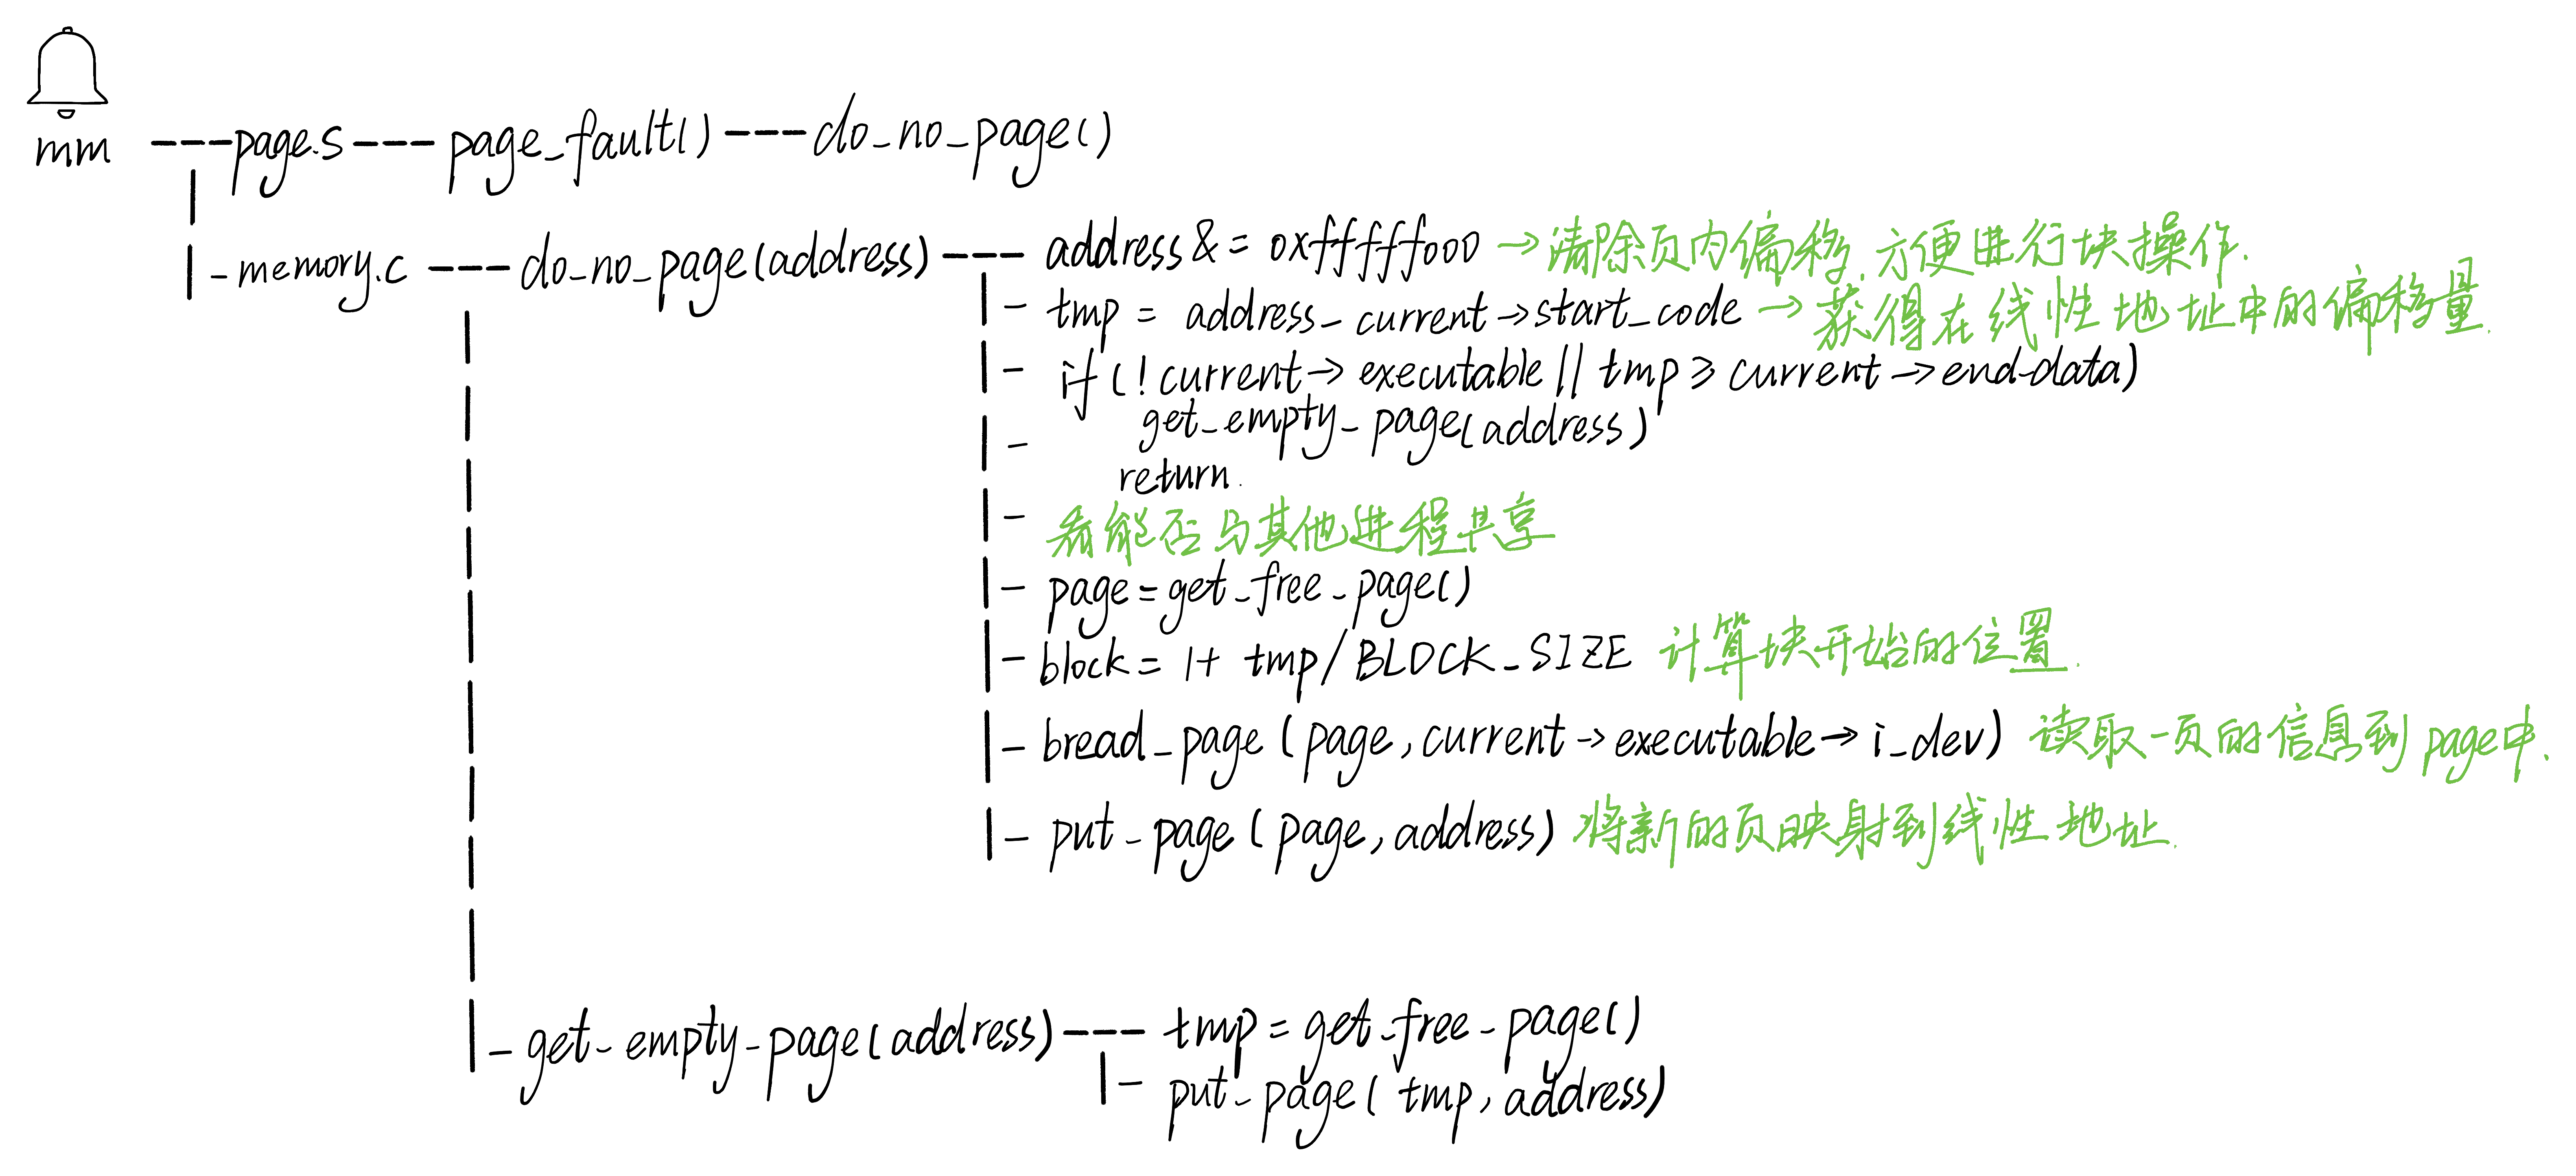 mm ---page.s --- page_fault() ---do_no_page()
-memory.c --- do_no_page(address) --- address &= 0xfffff000 →清除页内偏移,方便进行块操作.
- tmp = address - current→start_code →获得在线性地址中的偏移量.
- if (!current→executable || tmp ≥ current→end_data)
- get_empty_page(address)
return.
- 看能否与其他进程共享
- page=get_free_page()
- block= 1+ tmp/BLOCK_SIZE 计算块开始的位置.
- bread_page (page,current→executable→i_dev) 读取一页的信息到page中.
- put_page (page,address) 将新的页映射到线性地址.
- get_empty_page(address) --- tmp=get_free_page()
- put_page(tmp,address)